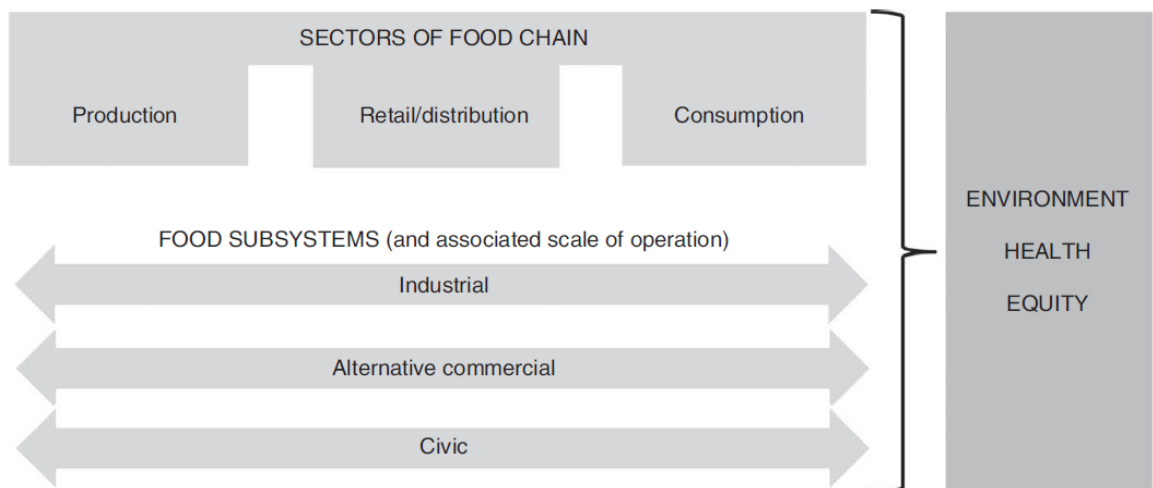 SECTORS OF FOOD CHAIN
Production
Retail/distribution
Consumption
FOOD SUBSYSTEMS (and associated scale of operation)
Industrial
Alternative commercial
Civic
ENVIRONMENT
HEALTH
EQUITY